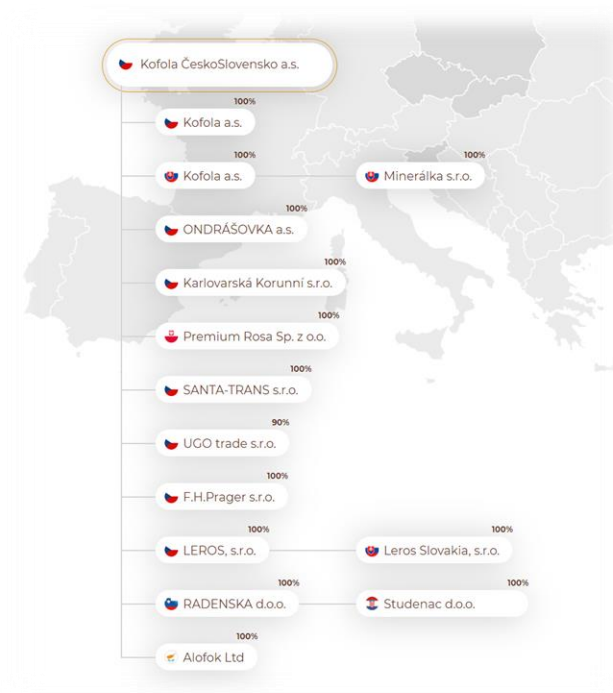 Kofola ČeskoSlovensko a.s.
100%
Kofola a.s.
100%
Kofola a.s.
100%
Minerálka s.r.o.
100%
ONDRÁŠOVKA a.s.
100%
Karlovarská Korunní s.r.o.
100%
Premium Rosa Sp. z o.o.
100%
SANTA-TRANS s.r.o.
90%
UGO trade s.r.o.
100%
F.H.Prager s.r.o.
100%
LEROS, s.r.o.
100%
Leros Slovakia, s.r.o.
100%
RADENSKA d.o.o.
100%
Studenac d.o.o.
100%
Alofok Ltd